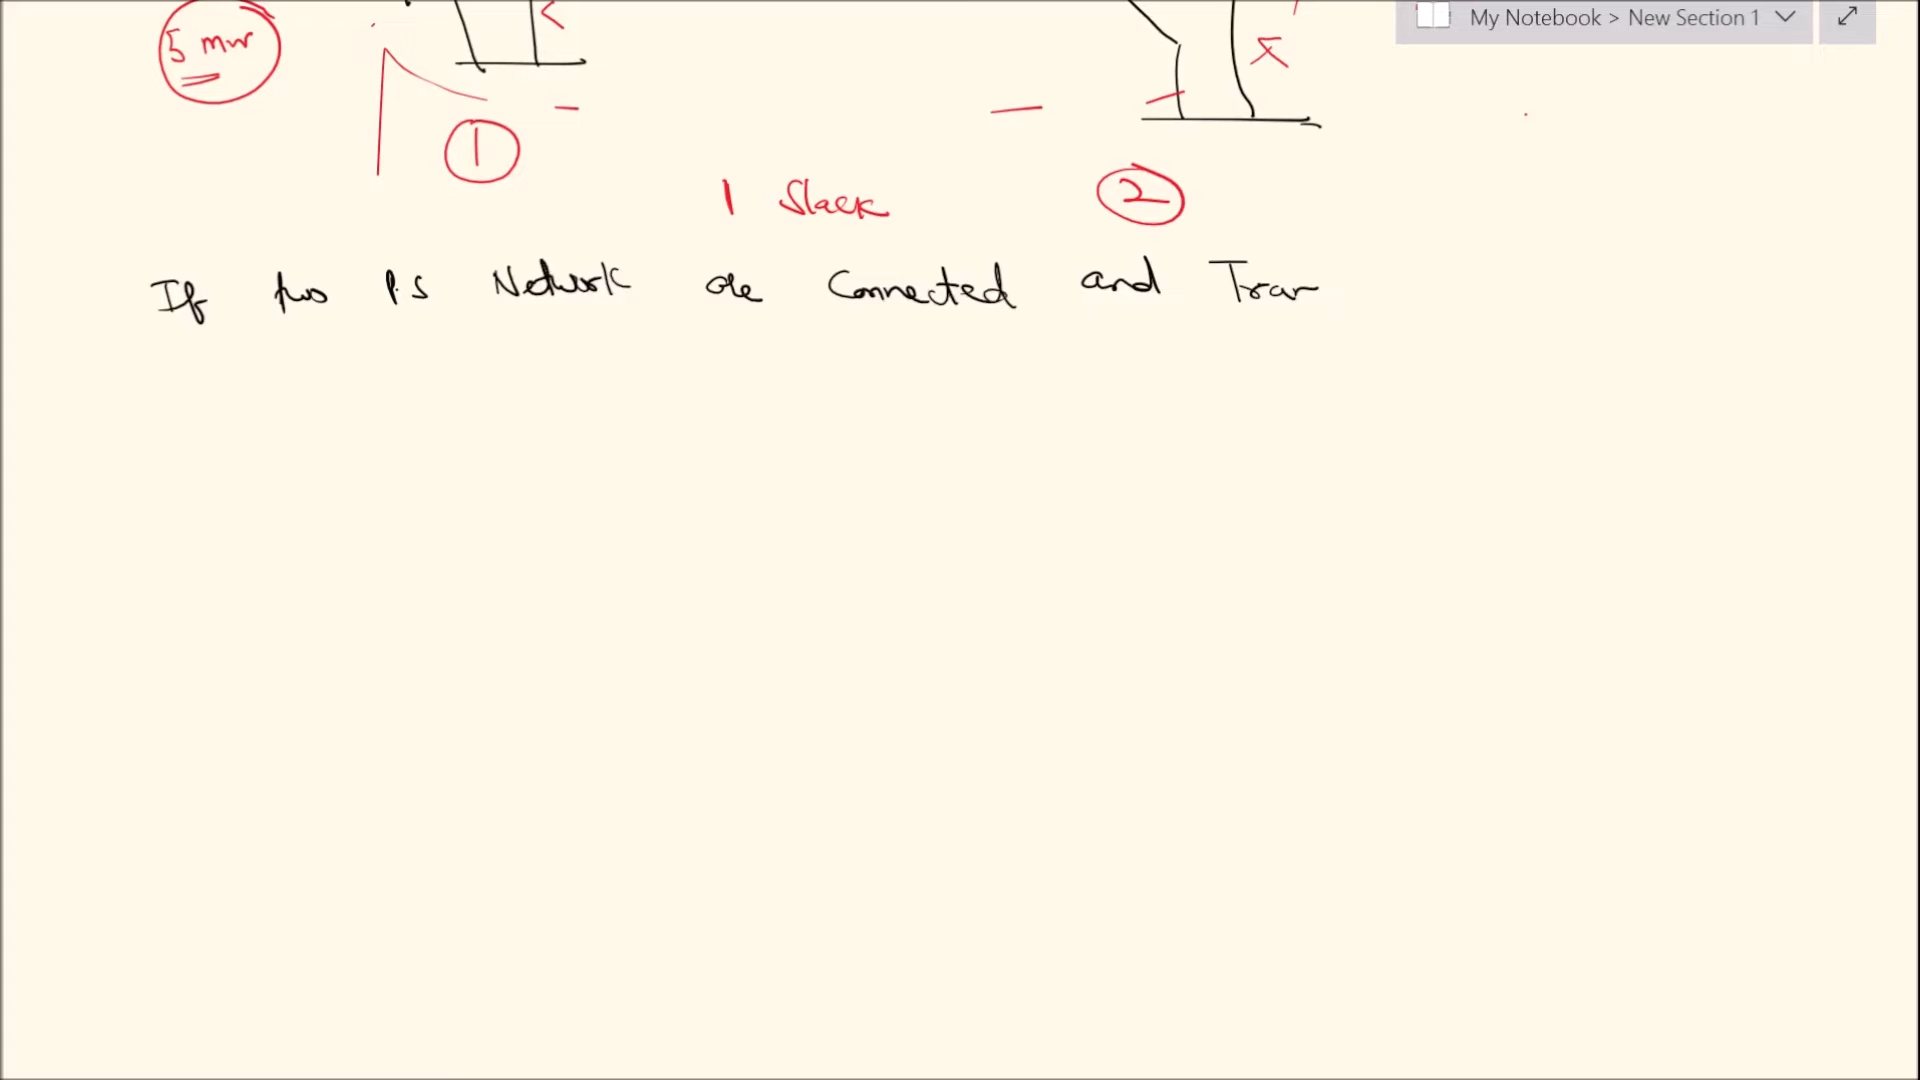 My Notebook > New Section 1
5 mw
1
1 Slack
2
If two P.S Network are Connected and Tran